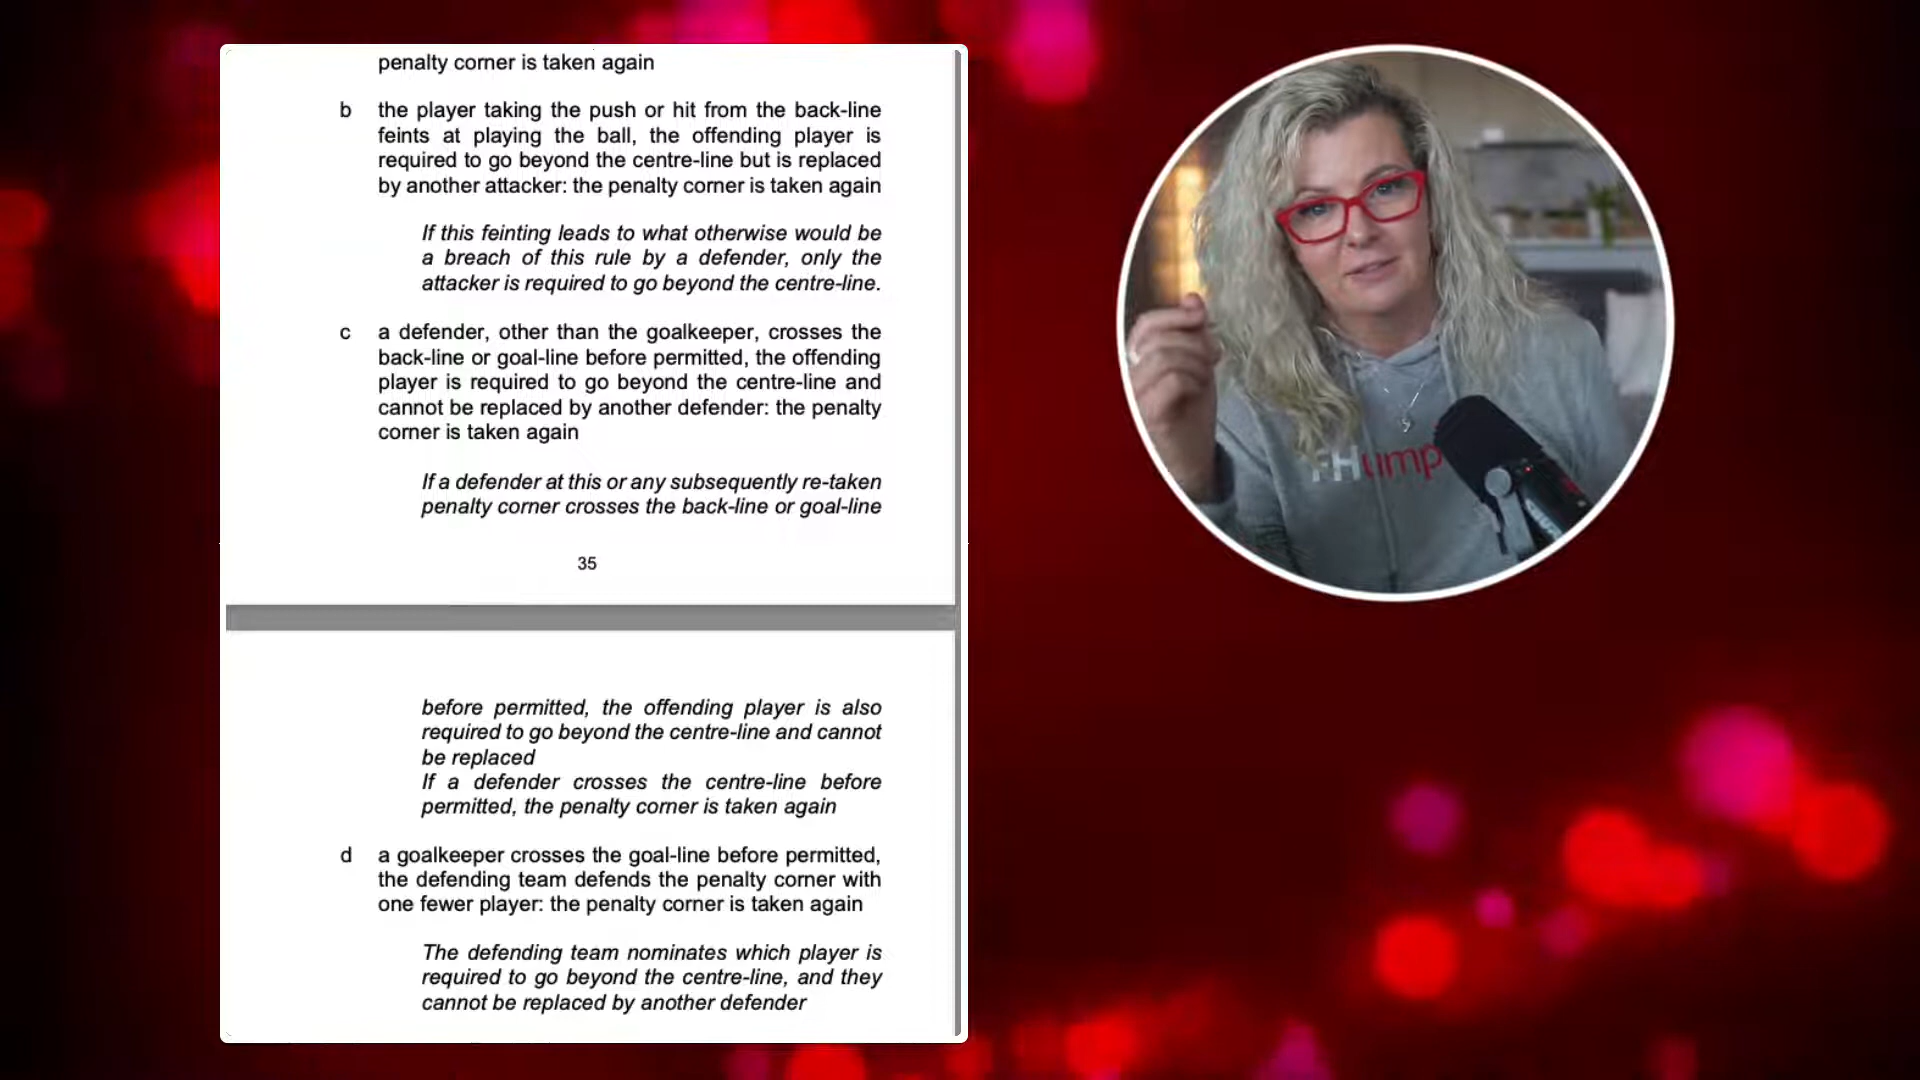 penalty corner is taken again
b the player taking the push or hit from the back-line
feints at playing the ball, the offending player is
required to go beyond the centre-line but is replaced
by another attacker: the penalty corner is taken again
If this feinting leads to what otherwise would be
a breach of this rule by a defender, only the
attacker is required to go beyond the centre-line.
c a defender, other than the goalkeeper, crosses the
back-line or goal-line before permitted, the offending
player is required to go beyond the centre-line and
cannot be replaced by another defender: the penalty
corner is taken again
If a defender at this or any subsequently re-taken
penalty corner crosses the back-line or goal-line
35
before permitted, the offending player is also
required to go beyond the centre-line and cannot
be replaced
If a defender crosses the centre-line before
permitted, the penalty corner is taken again
d a goalkeeper crosses the goal-line before permitted,
the defending team defends the penalty corner with
one fewer player: the penalty corner is taken again
The defending team nominates which player is
required to go beyond the centre-line, and they
cannot be replaced by another defender
FHump